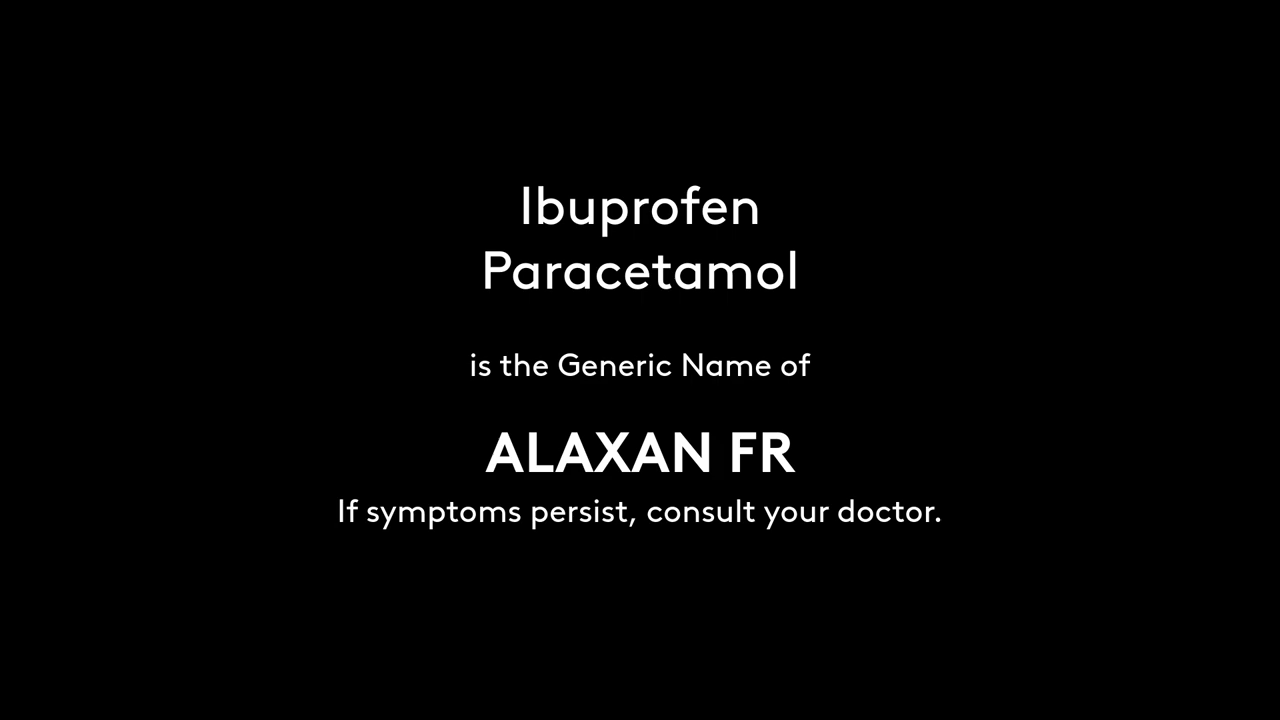 Ibuprofen
Paracetamol
is the Generic Name of
ALAXAN FR
If symptoms persist, consult your doctor.